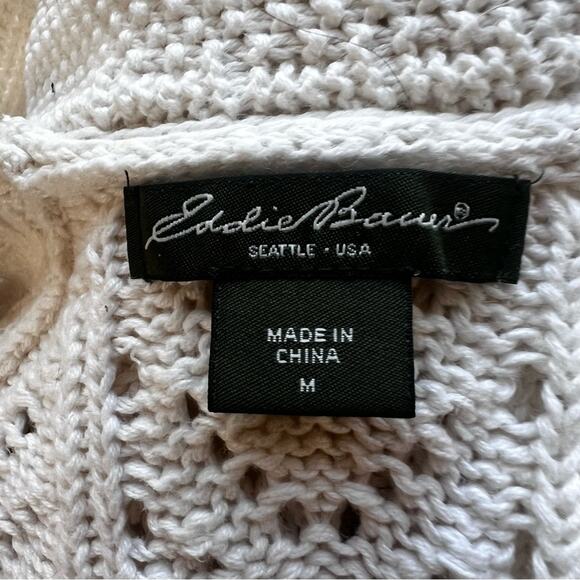 Eddie Bauer®
SEATTLE · USA
MADE IN
CHINA
M